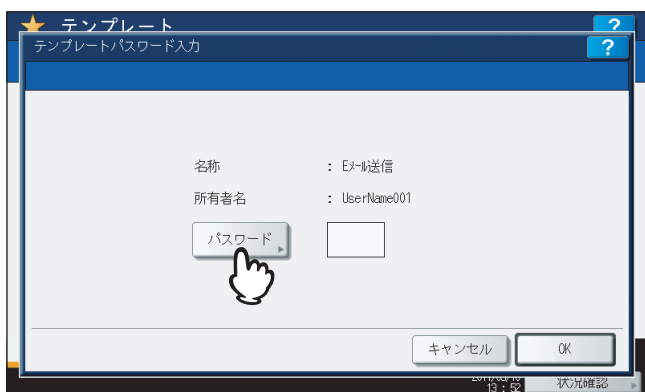 テンプレート
?
テンプレートパスワード入力
?
名称 : Eﾒｰﾙ送信
所有者名 : UserName001
パスワード
キャンセル
OK
13 : 52
状況確認